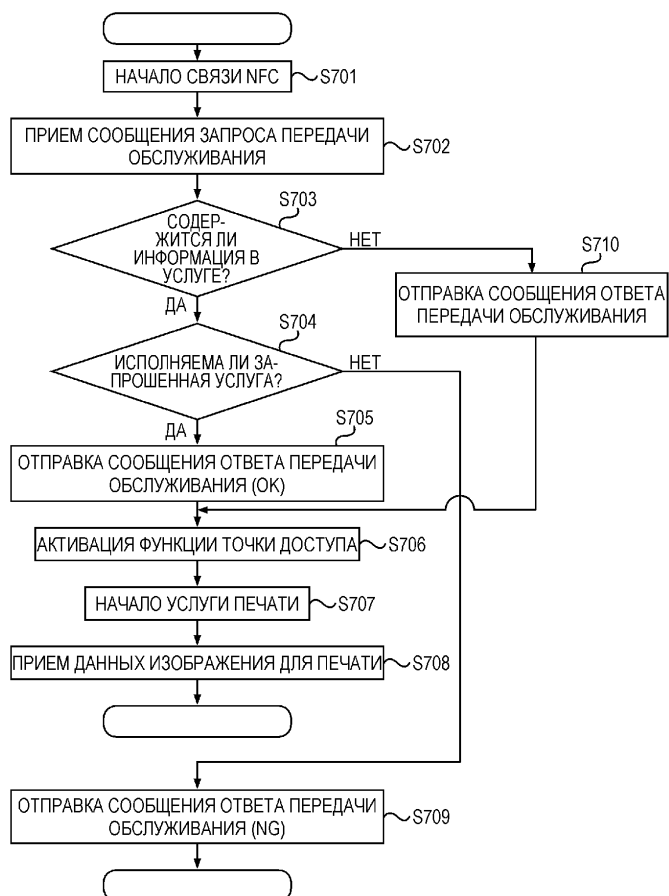 НАЧАЛО СВЯЗИ NFC
S701
ПРИЕМ СООБЩЕНИЯ ЗАПРОСА ПЕРЕДАЧИ
ОБСЛУЖИВАНИЯ
S702
S703
СОДЕР-
ЖИТСЯ ЛИ
ИНФОРМАЦИЯ В
УСЛУГЕ?
НЕТ
ДА
S710
ОТПРАВКА СООБЩЕНИЯ ОТВЕТА
ПЕРЕДАЧИ ОБСЛУЖИВАНИЯ
S704
ИСПОЛНЯЕМА ЛИ ЗА-
ПРОШЕННАЯ УСЛУГА?
НЕТ
ДА
S705
ОТПРАВКА СООБЩЕНИЯ ОТВЕТА ПЕРЕДАЧИ
ОБСЛУЖИВАНИЯ (OK)
АКТИВАЦИЯ ФУНКЦИИ ТОЧКИ ДОСТУПА
S706
НАЧАЛО УСЛУГИ ПЕЧАТИ
S707
ПРИЕМ ДАННЫХ ИЗОБРАЖЕНИЯ ДЛЯ ПЕЧАТИ
S708
ОТПРАВКА СООБЩЕНИЯ ОТВЕТА ПЕРЕДАЧИ
ОБСЛУЖИВАНИЯ (NG)
S709